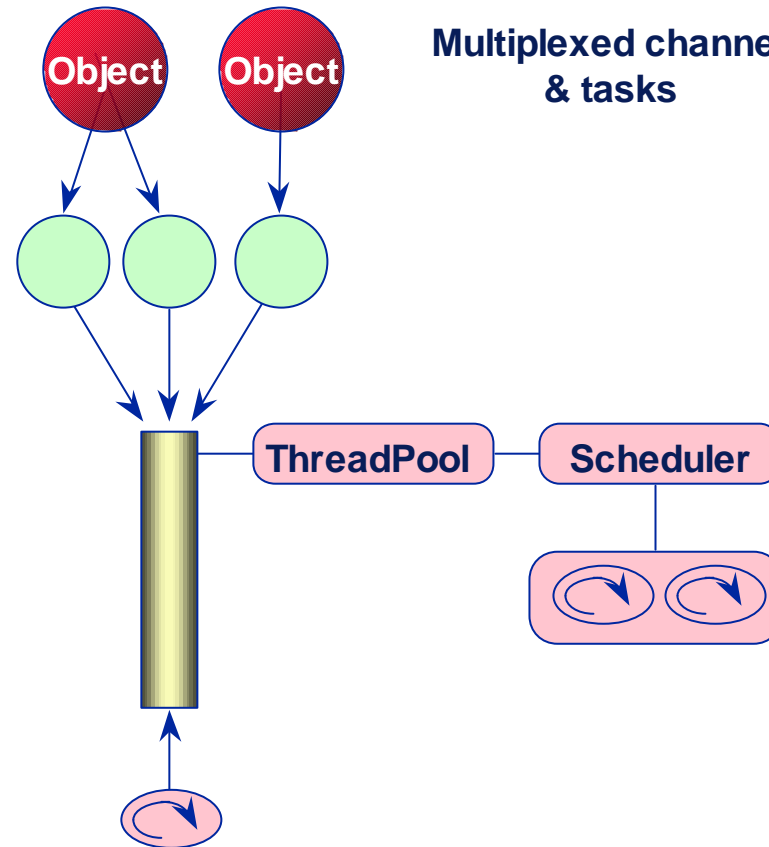 Multiplexed channe
& tasks
Object
Object
ThreadPool
Scheduler